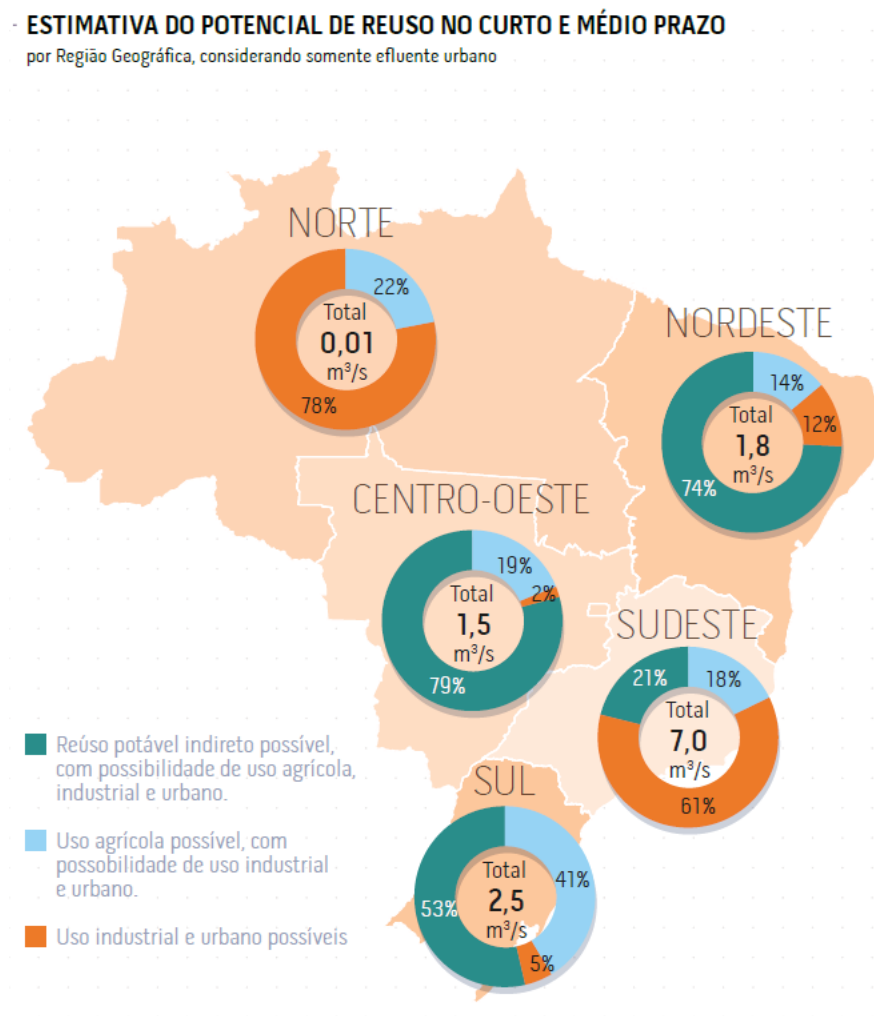 ESTIMATIVA DO POTENCIAL DE REUSO NO CURTO E MÉDIO PRAZO
por Região Geográfica, considerando somente efluente urbano
NORTE
22%
Total
0,01
m³/s
78%
NORDESTE
14%
12%
Total
1,8
m³/s
74%
CENTRO-OESTE
19%
2%
Total
1,5
m³/s
79%
SUDESTE
21%
18%
Total
7,0
m³/s
61%
SUL
41%
Total
2,5
m³/s
53%
5%
Reúso potável indireto possível,
com possibilidade de uso agrícola,
industrial e urbano.
Uso agrícola possível, com
possobilidade de uso industrial
e urbano.
Uso industrial e urbano possíveis